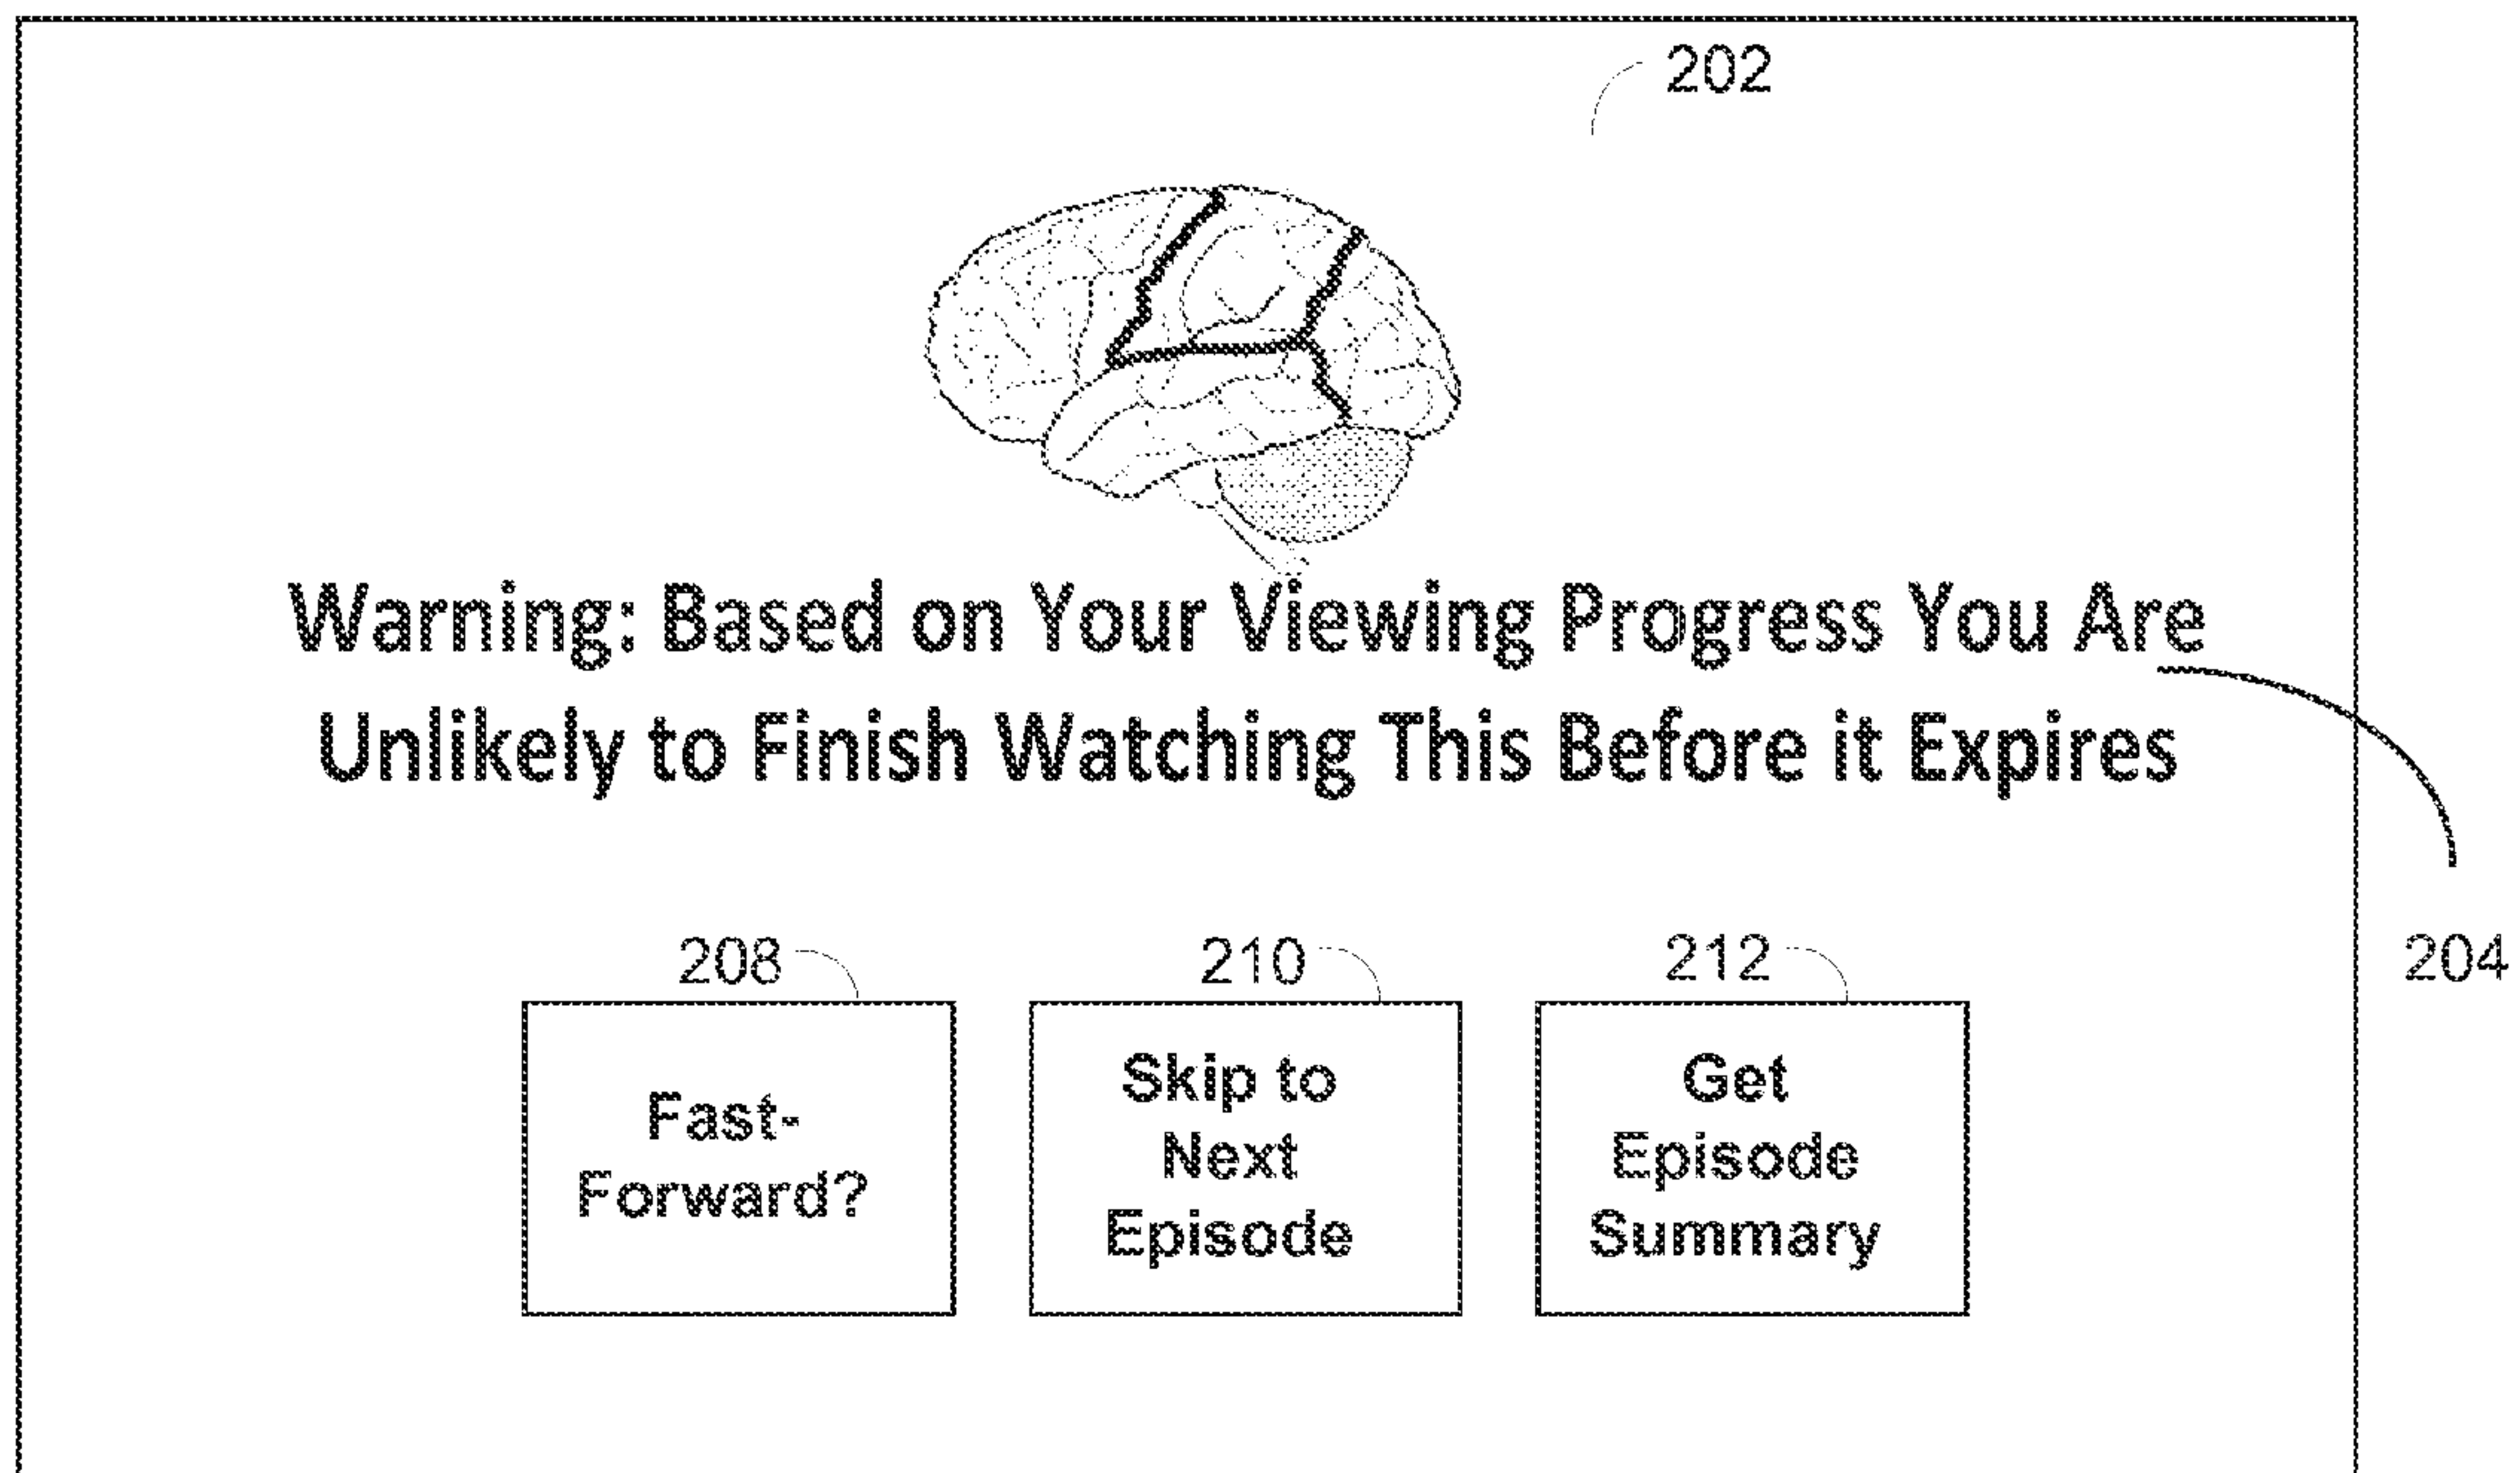 202
Warning: Based on Your Viewing Progress You Are
Unlikely to Finish Watching This Before it Expires
204
208
210
212
Fast-
Forward?
Skip to
Next
Episode
Get
Episode
Summary